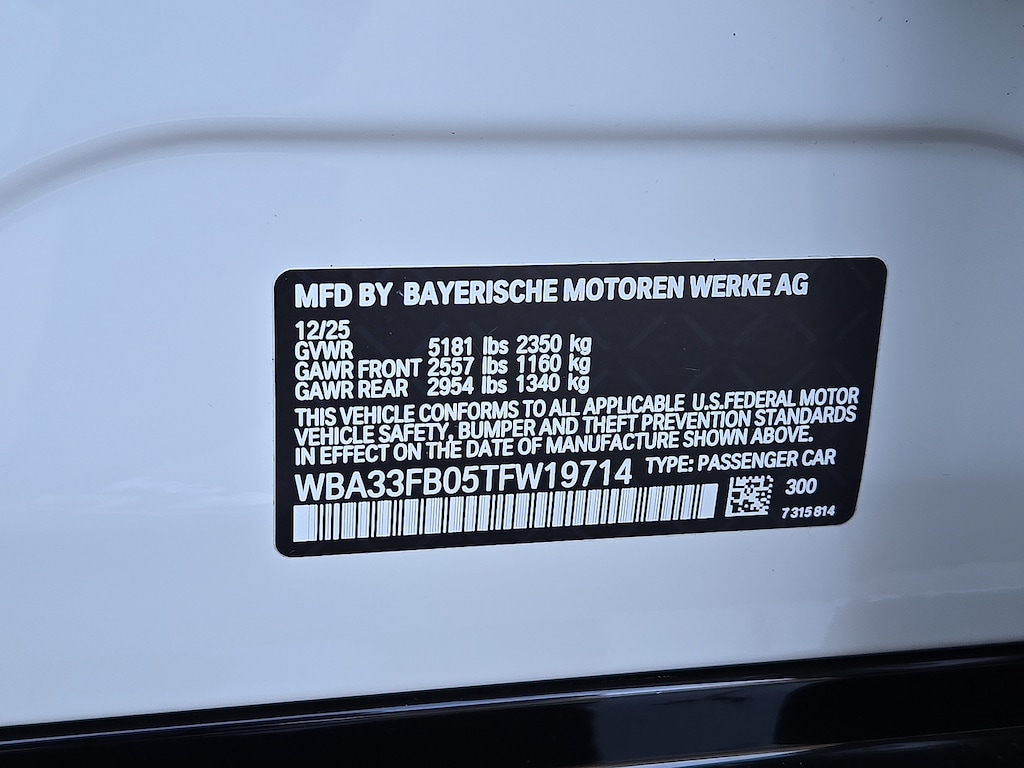 MFD BY BAYERISCHE MOTOREN WERKE AG
12/25
GVWR 5181 lbs 2350 kg
GAWR FRONT 2557 lbs 1160 kg
GAWR REAR 2954 lbs 1340 kg
THIS VEHICLE CONFORMS TO ALL APPLICABLE U.S.FEDERAL MOTOR
VEHICLE SAFETY, BUMPER AND THEFT PREVENTION STANDARDS
IN EFFECT ON THE DATE OF MANUFACTURE SHOWN ABOVE.
WBA33FB05TFW19714 TYPE: PASSENGER CAR
300
7 315 814